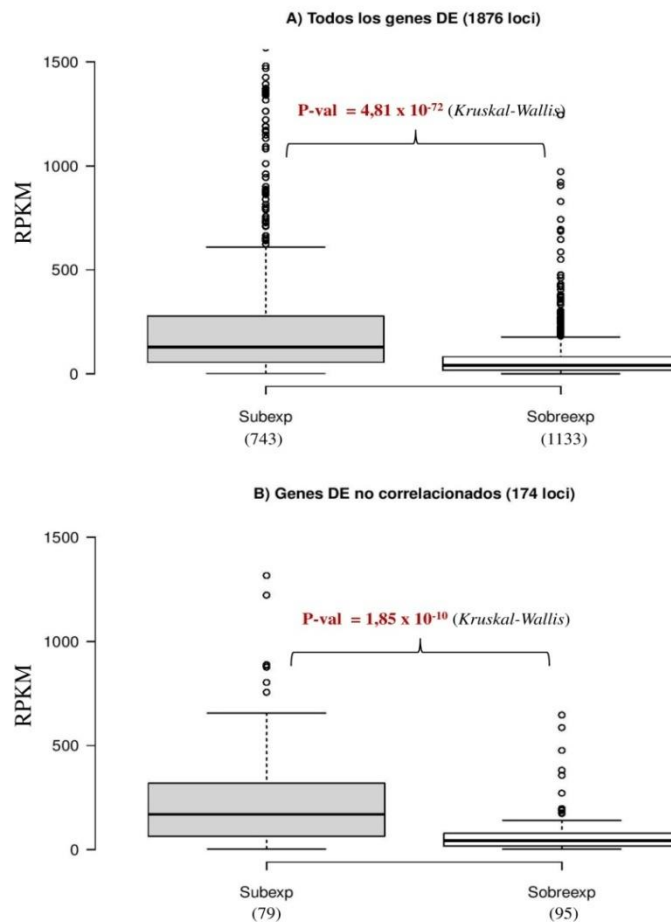 A) Todos los genes DE (1876 loci)
1500
P-val = 4,81 x 10⁻⁷² (Kruskal-Wallis)
1000
RPKM
500
0
Subexp Sobreexp
(743) (1133)
B) Genes DE no correlacionados (174 loci)
1500
P-val = 1,85 x 10⁻¹⁰ (Kruskal-Wallis)
1000
RPKM
500
0
Subexp Sobreexp
(79) (95)